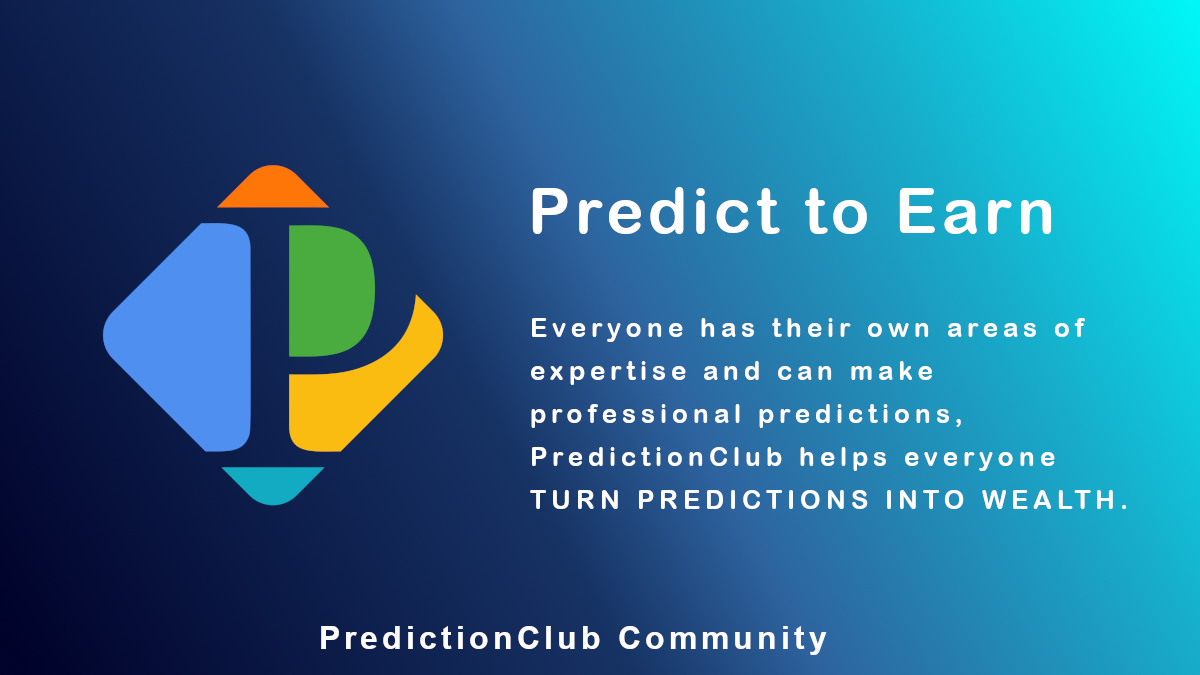 Predict to Earn
Everyone has their own areas of
expertise and can make
professional predictions,
PredictionClub helps everyone
TURN PREDICTIONS INTO WEALTH.
PredictionClub Community